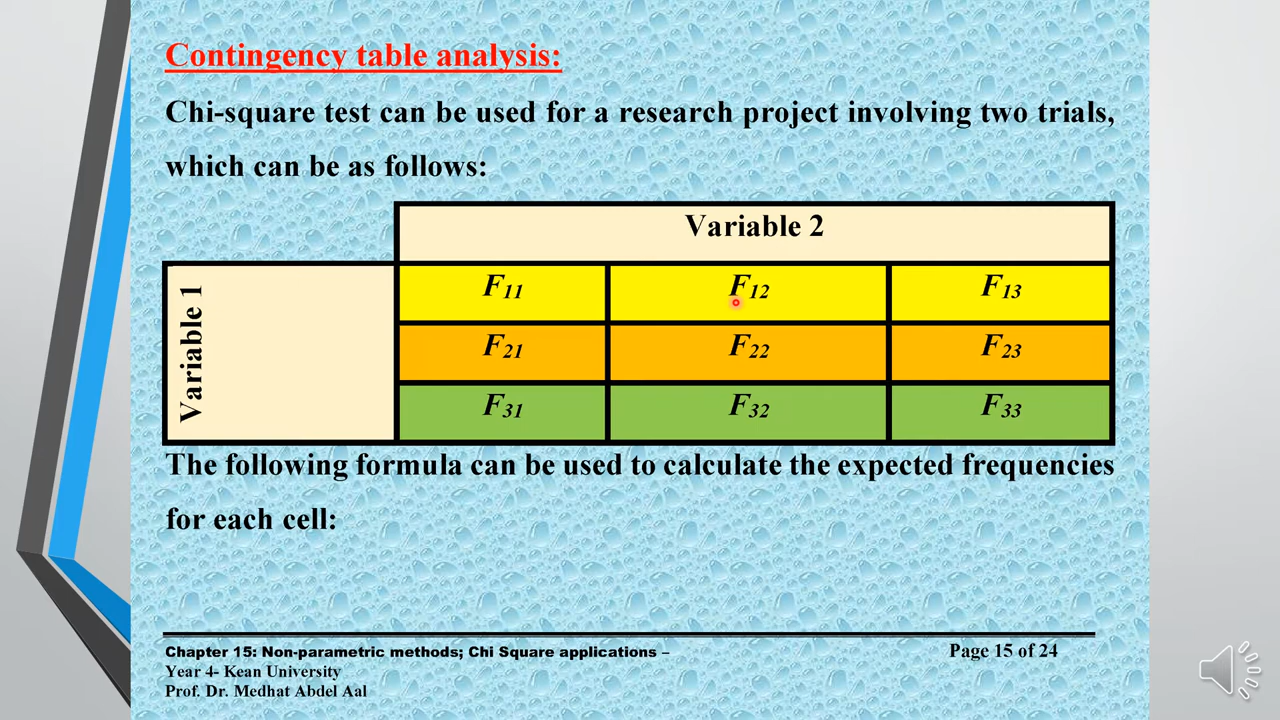 Contingency table analysis:
Chi-square test can be used for a research project involving two trials,
which can be as follows:
Variable 2
Variable 1
F11 F12 F13
F21 F22 F23
F31 F32 F33
The following formula can be used to calculate the expected frequencies
for each cell:
Chapter 15: Non-parametric methods; Chi Square applications – Page 15 of 24
Year 4- Kean University
Prof. Dr. Medhat Abdel Aal